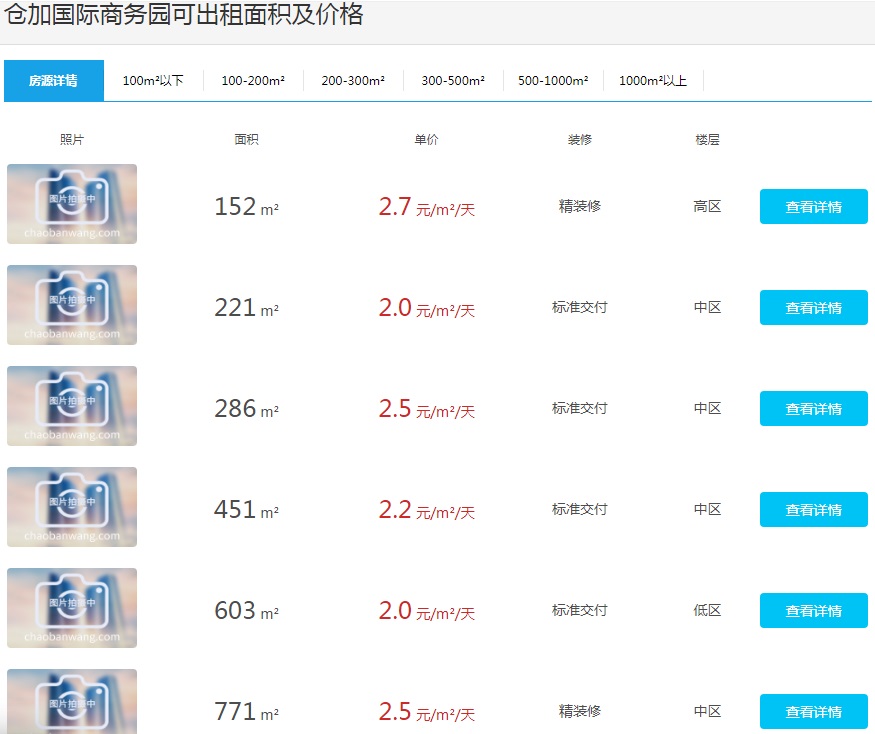 仓加国际商务园可出租面积及价格
房源详情 100m²以下 100-200m² 200-300m² 300-500m² 500-1000m² 1000m²以上
照片 面积 单价 装修 楼层
图片拍摄中
chaobanwang.com
152 m² 2.7 元/m²/天 精装修 高区 查看详情
图片拍摄中
chaobanwang.com
221 m² 2.0 元/m²/天 标准交付 中区 查看详情
图片拍摄中
chaobanwang.com
286 m² 2.5 元/m²/天 标准交付 中区 查看详情
图片拍摄中
chaobanwang.com
451 m² 2.2 元/m²/天 标准交付 中区 查看详情
图片拍摄中
chaobanwang.com
603 m² 2.0 元/m²/天 标准交付 低区 查看详情
图片拍摄中
771 m² 2.5 元/m²/天 精装修 中区 查看详情